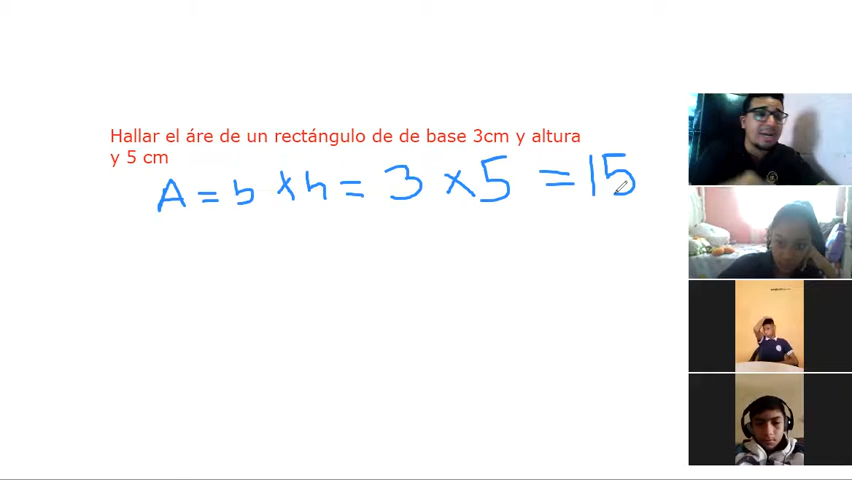 Hallar el áre de un rectángulo de de base 3cm y altura
y 5 cm
A = b × h = 3 × 5 = 15